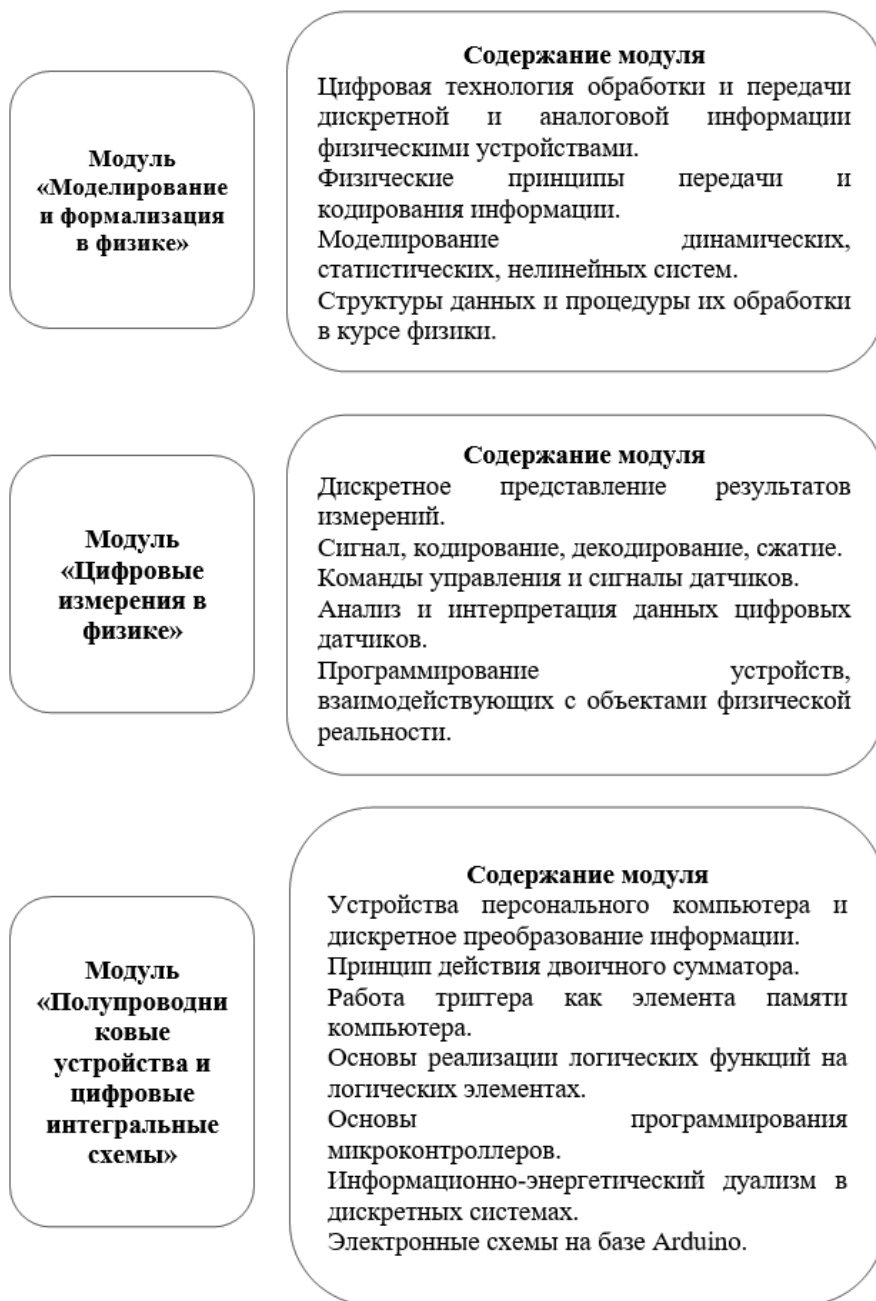 Модуль
«Моделирование
и формализация
в физике»
Содержание модуля
Цифровая технология обработки и передачи
дискретной и аналоговой информации
физическими устройствами.
Физические принципы передачи и
кодирования информации.
Моделирование динамических,
статистических, нелинейных систем.
Структуры данных и процедуры их обработки
в курсе физики.
Модуль
«Цифровые
измерения в
физике»
Содержание модуля
Дискретное представление результатов
измерений.
Сигнал, кодирование, декодирование, сжатие.
Команды управления и сигналы датчиков.
Анализ и интерпретация данных цифровых
датчиков.
Программирование устройств,
взаимодействующих с объектами физической
реальности.
Модуль
«Полупроводни
ковые
устройства и
цифровые
интегральные
схемы»
Содержание модуля
Устройства персонального компьютера и
дискретное преобразование информации.
Принцип действия двоичного сумматора.
Работа триггера как элемента памяти
компьютера.
Основы реализации логических функций на
логических элементах.
Основы программирования
микроконтроллеров.
Информационно-энергетический дуализм в
дискретных системах.
Электронные схемы на базе Arduino.